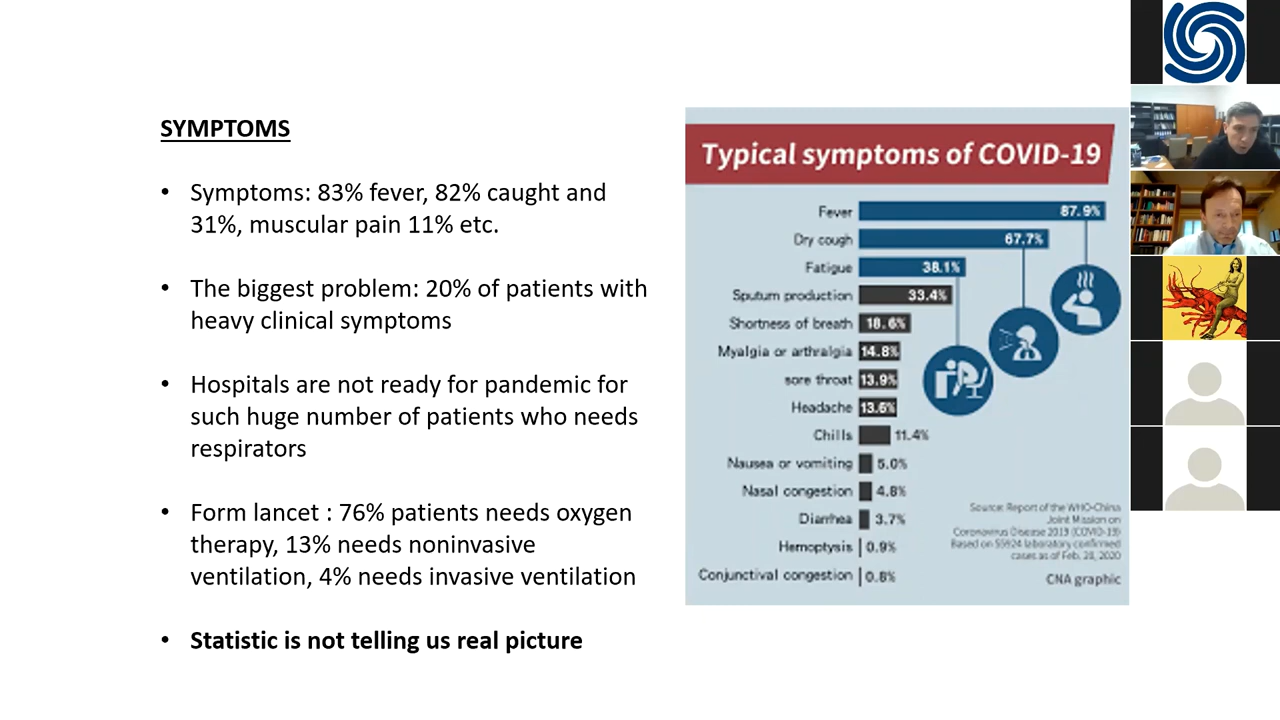 SYMPTOMS
• Symptoms: 83% fever, 82% caught and
31%, muscular pain 11% etc.
• The biggest problem: 20% of patients with
heavy clinical symptoms
• Hospitals are not ready for pandemic for
such huge number of patients who needs
respirators
• Form lancet : 76% patients needs oxygen
therapy, 13% needs noninvasive
ventilation, 4% needs invasive ventilation
• Statistic is not telling us real picture
Typical symptoms of COVID-19
Fever 87.9%
Dry cough 67.7%
Fatigue 38.1%
Sputum production 33.4%
Shortness of breath 18.6%
Myalgia or arthralgia 14.8%
sore throat 13.9%
Headache 13.6%
Chills 11.4%
Nausea or vomiting 5.0%
Nasal congestion 4.8%
Diarrhea 3.7%
Hemoptysis 0.9%
Conjunctival congestion 0.8%
Source: Report of the WHO-China
Joint Mission on
Coronavirus Disease 2019 (COVID-19)
Based on 55924 laboratory confirmed
cases as of Feb. 20, 2020
CNA graphic